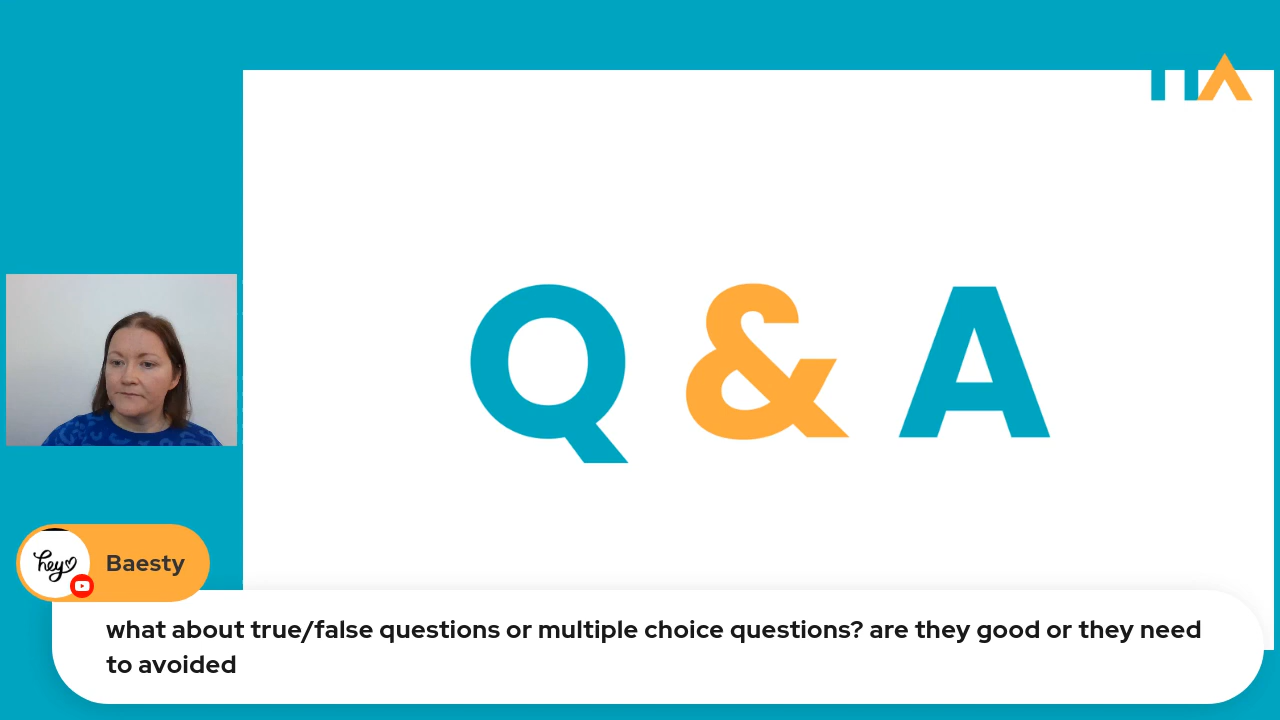 Q & A
hey
Baesty
what about true/false questions or multiple choice questions? are they good or they need
to avoided